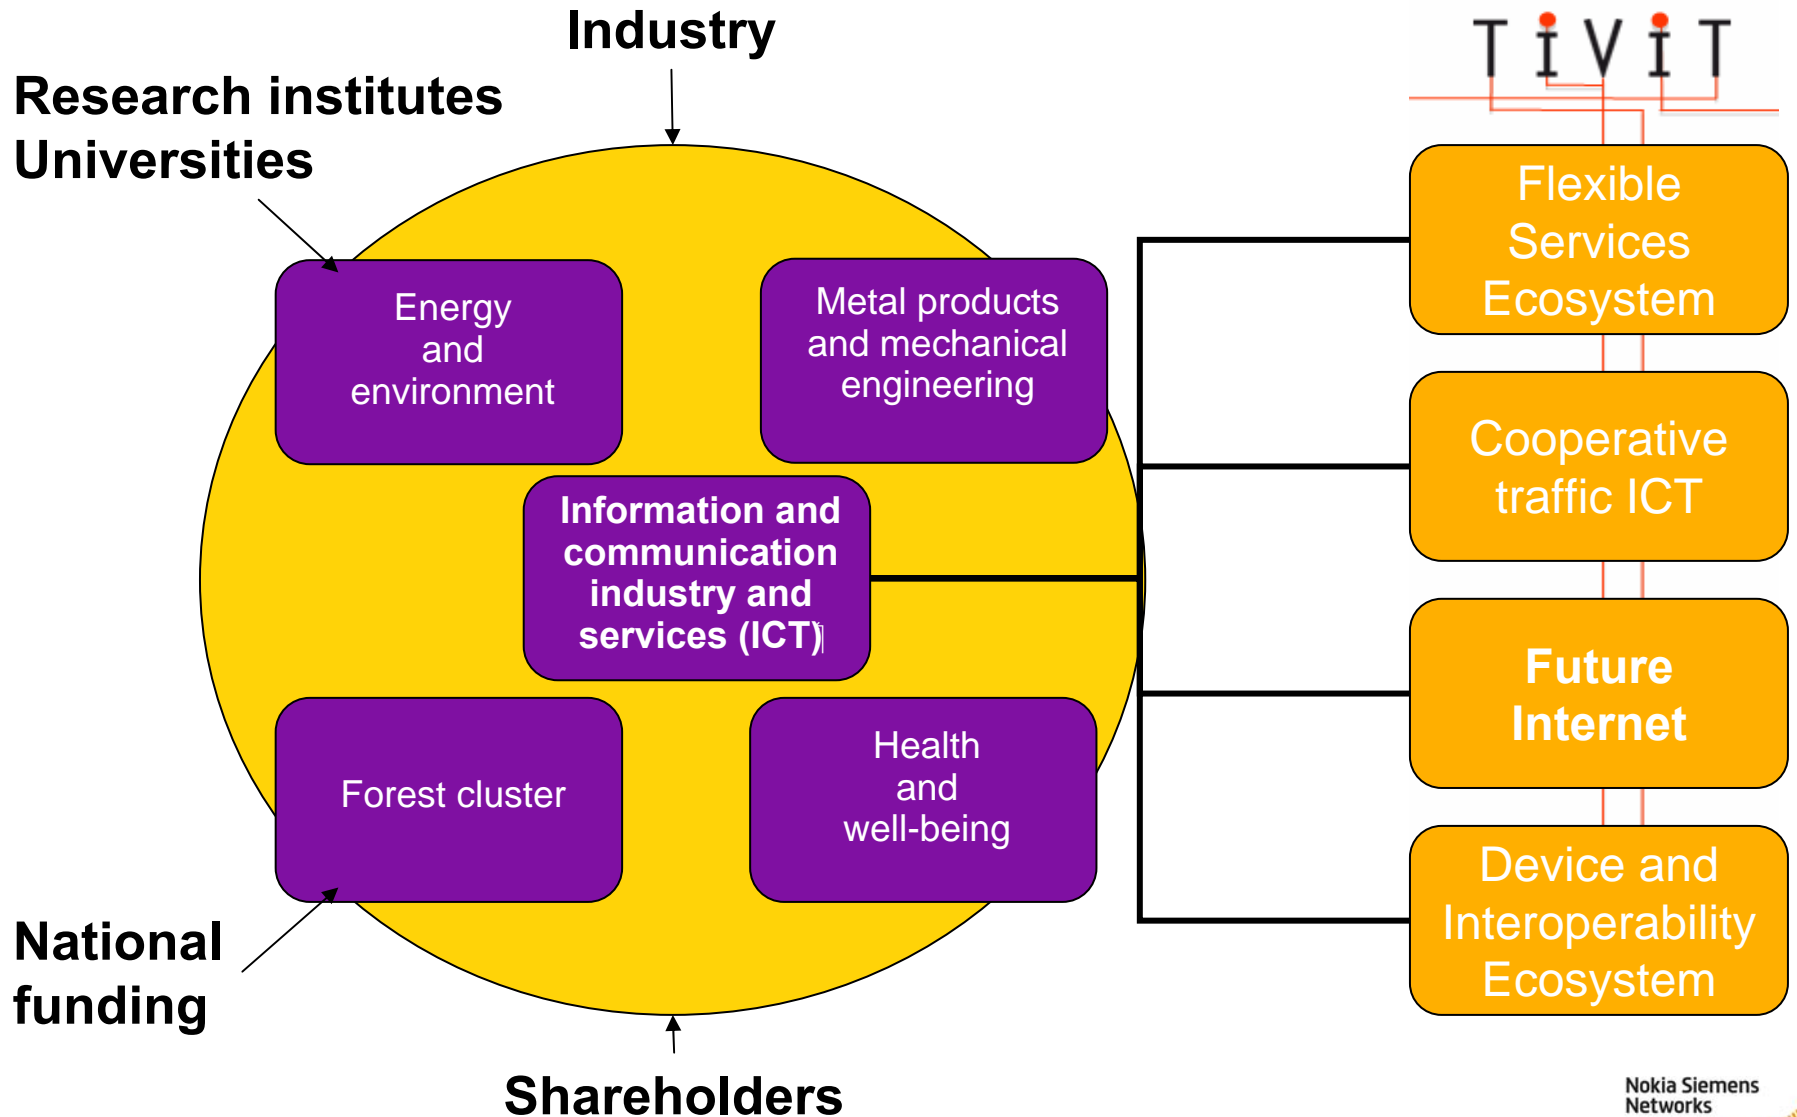 Industry
Research institutes
Universities
Energy
and
environment
Metal products
and mechanical
engineering
Information and
communication
industry and
services (ICT)
Forest cluster
Health
and
well-being
National
funding
Shareholders
TiViT
Flexible
Services
Ecosystem
Cooperative
traffic ICT
Future
Internet
Device and
Interoperability
Ecosystem
Nokia Siemens
Networks